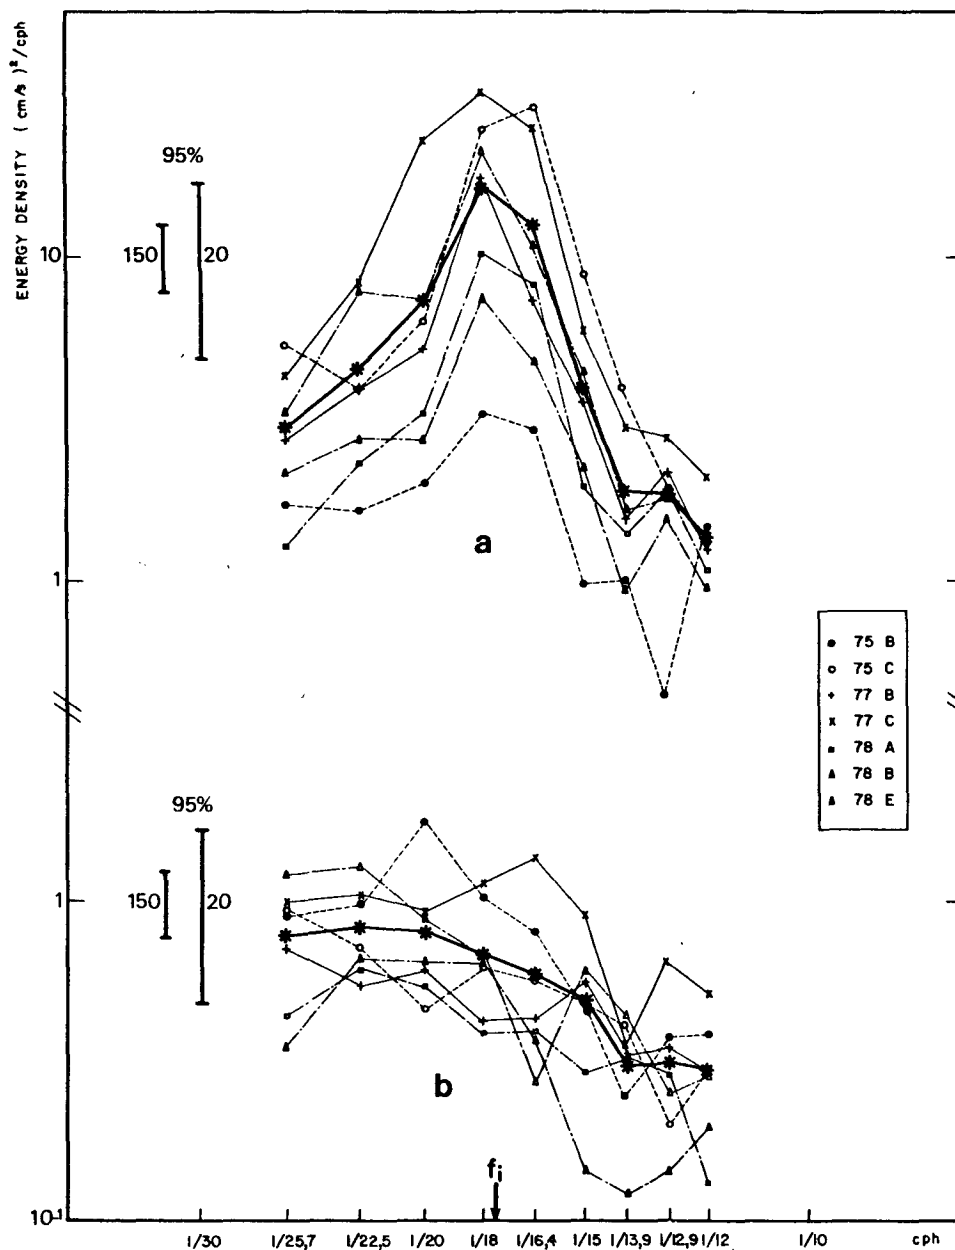 ENERGY DENSITY ( cm/s )²/cph
95%
150
20
10
a
1
75 B
75 C
77 B
77 C
78 A
78 B
78 E
95%
1
150
20
b
fi
10-1
1/30 1/25,7 1/22,5 1/20 1/18 1/16,4 1/15 1/13,9 1/12,9 1/12 1/10 cph